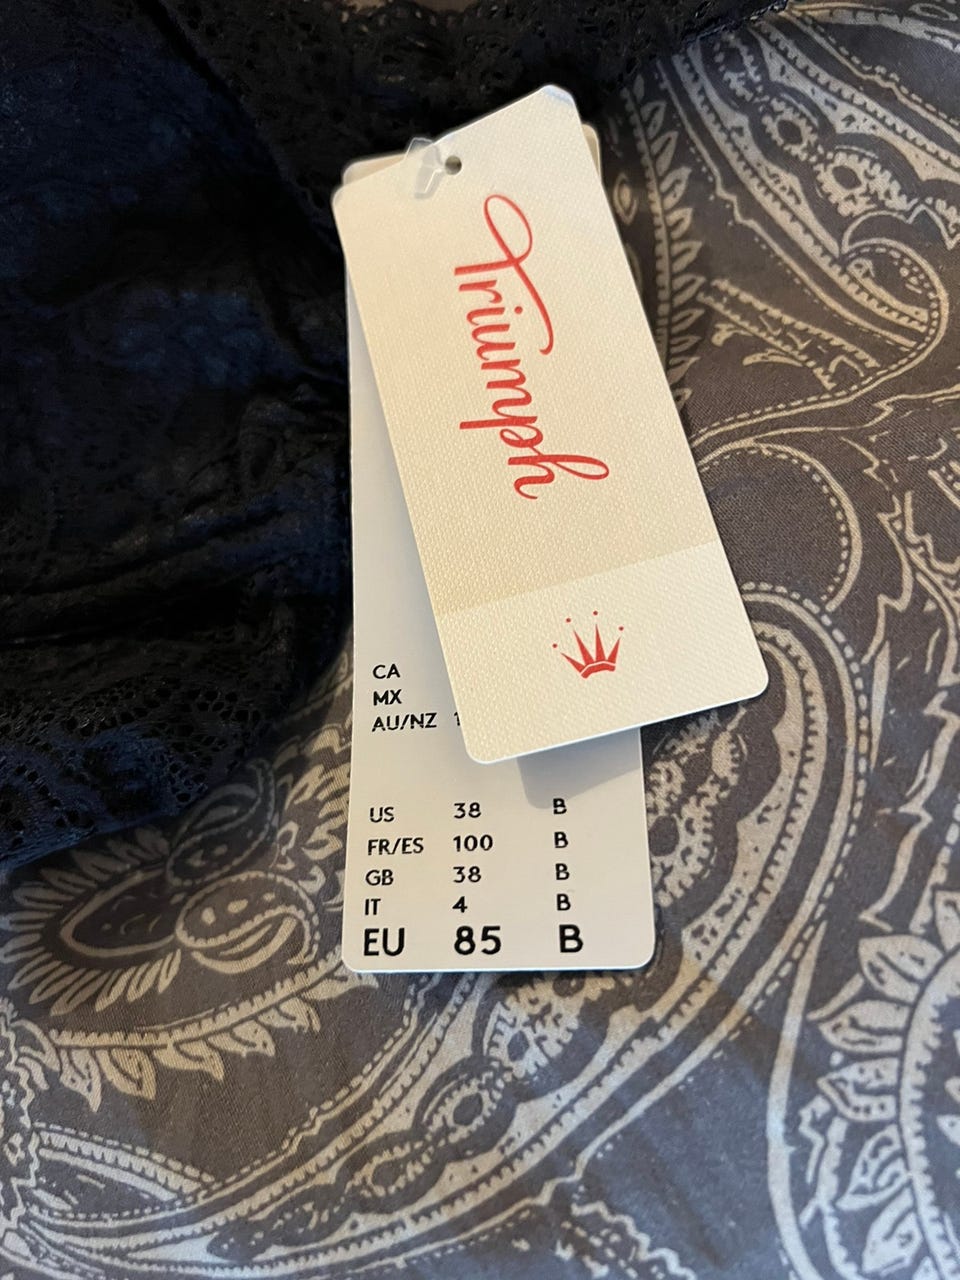 Triumph
CA
MX
AU/NZ
US 38 B
FR/ES 100 B
GB 38 B
IT 4 B
EU 85 B